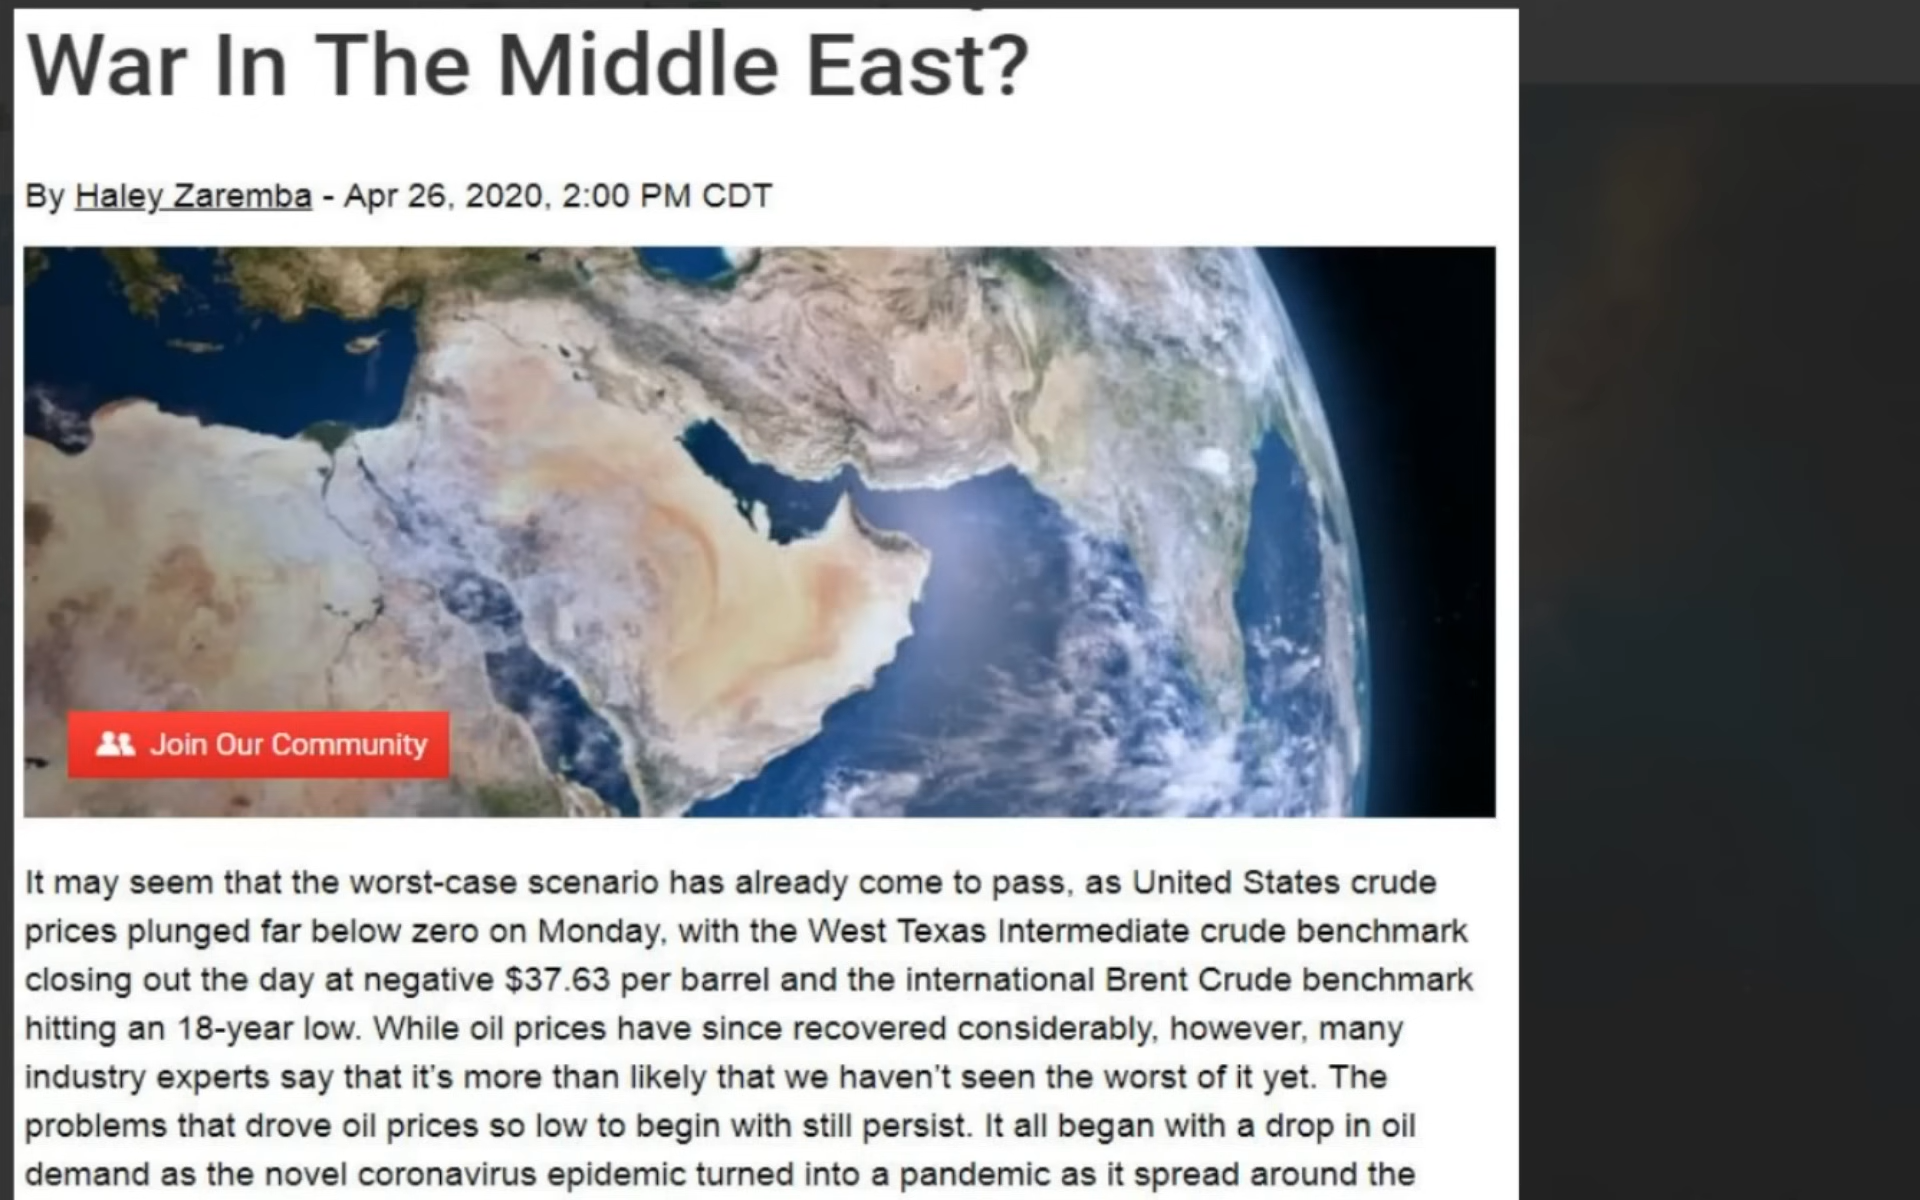 War In The Middle East?
By Haley Zaremba - Apr 26, 2020, 2:00 PM CDT
Join Our Community
It may seem that the worst-case scenario has already come to pass, as United States crude
prices plunged far below zero on Monday, with the West Texas Intermediate crude benchmark
closing out the day at negative $37.63 per barrel and the international Brent Crude benchmark
hitting an 18-year low. While oil prices have since recovered considerably, however, many
industry experts say that it's more than likely that we haven't seen the worst of it yet. The
problems that drove oil prices so low to begin with still persist. It all began with a drop in oil
demand as the novel coronavirus epidemic turned into a pandemic as it spread around the